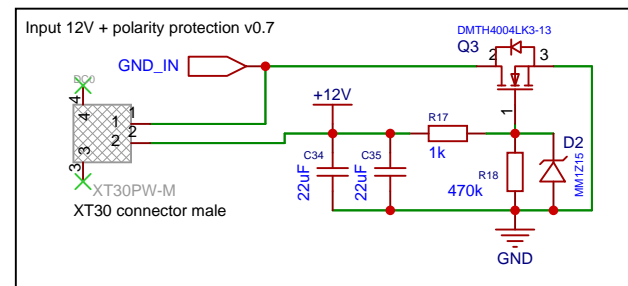 Input 12V + polarity protection v0.7
DMTH4004LK3-13
Q3
2
3
GND_IN
1
+12V
4
4
1
1
2
2
3
3
R17
1k
C34
22uF
C35
22uF
R18
470k
D2
MM1Z15
XT30PW-M
XT30 connector male
GND